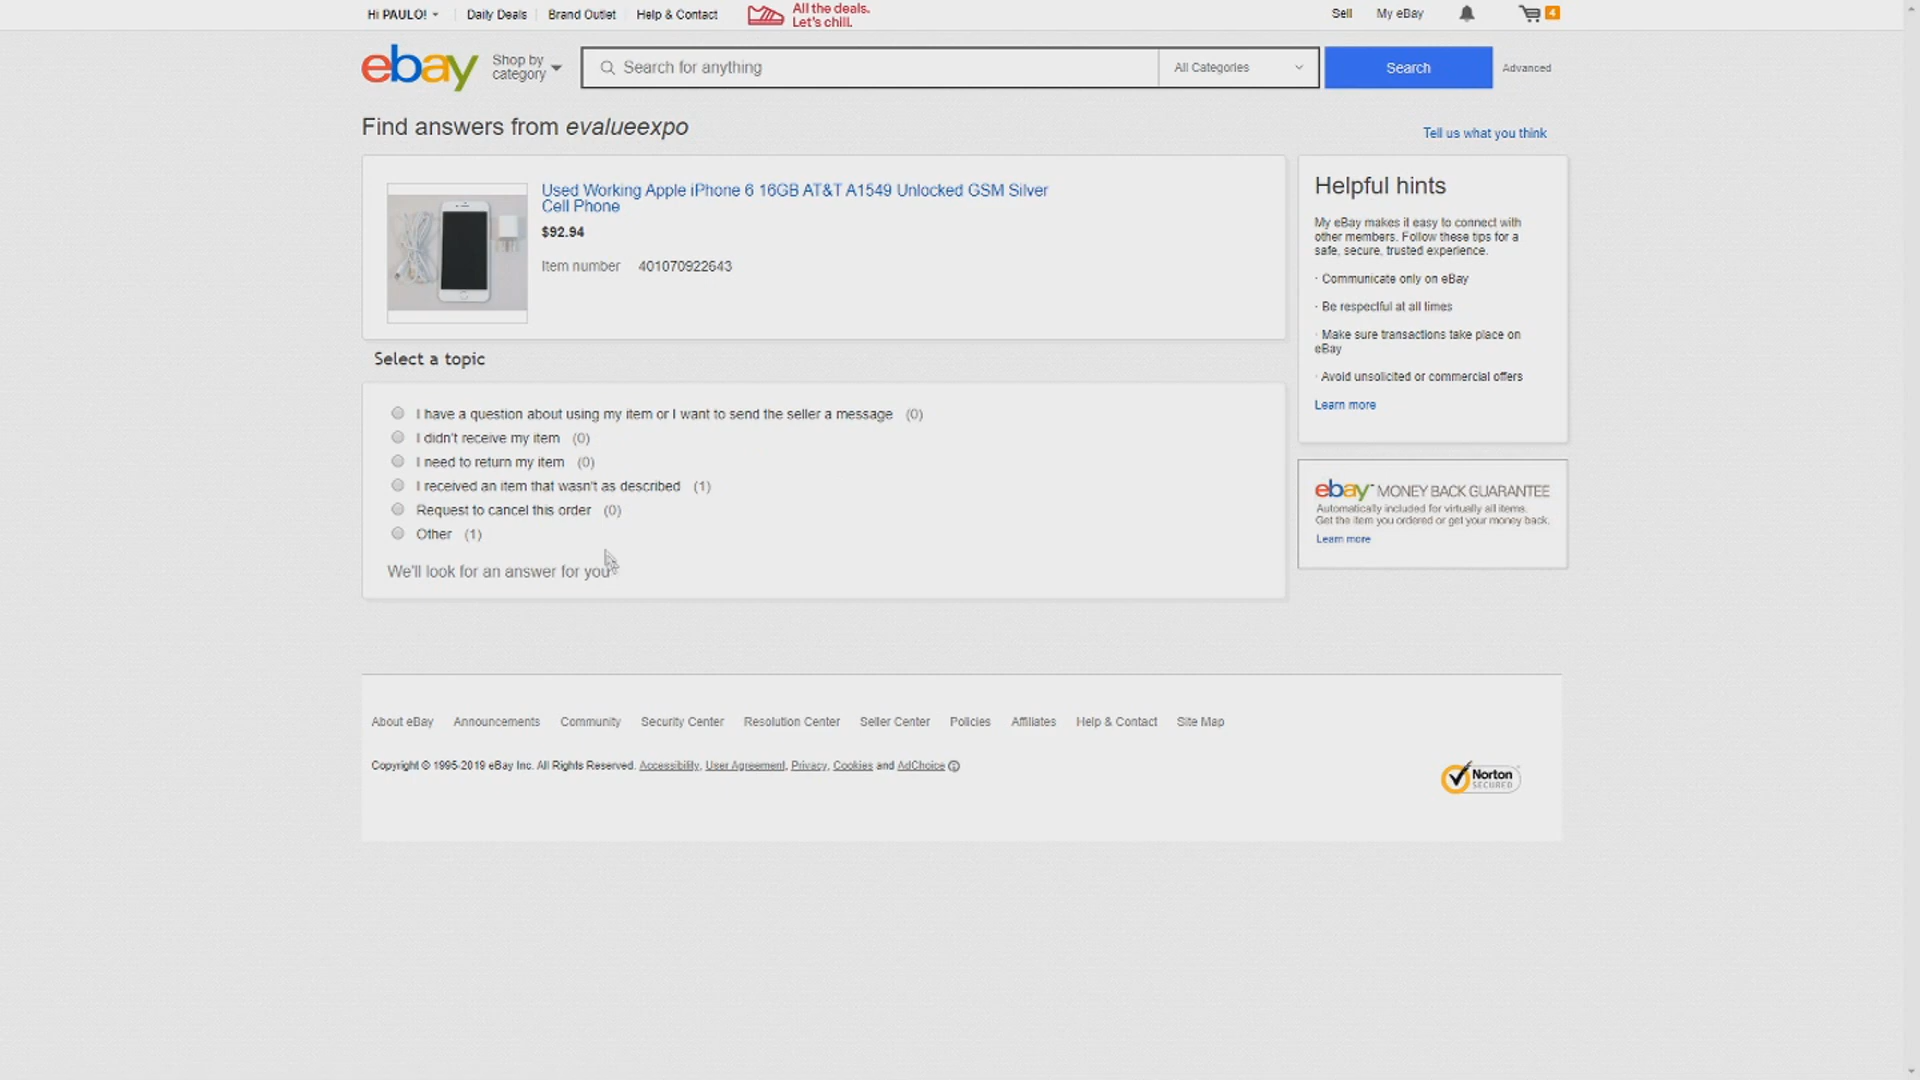 Hi PAULO!
Daily Deals
Brand Outlet
Help & Contact
All the deals.
Let's chill.
Sell
My eBay
4
ebay
Shop by
category
Search for anything
All Categories
Search
Advanced
Find answers from evalueexpo
Tell us what you think
Used Working Apple iPhone 6 16GB AT&T A1549 Unlocked GSM Silver
Cell Phone
$92.94
Item number 401070922643
Select a topic
I have a question about using my item or I want to send the seller a message (0)
I didn't receive my item (0)
I need to return my item (0)
I received an item that wasn't as described (1)
Request to cancel this order (0)
Other (1)
We'll look for an answer for you
Helpful hints
My eBay makes it easy to connect with
other members. Follow these tips for a
safe, secure, trusted experience.
· Communicate only on eBay
· Be respectful at all times
· Make sure transactions take place on
eBay
· Avoid unsolicited or commercial offers
Learn more
ebay™ MONEY BACK GUARANTEE
Automatically included for virtually all items.
Get the item you ordered or get your money back.
Learn more
About eBay
Announcements
Community
Security Center
Resolution Center
Seller Center
Policies
Affiliates
Help & Contact
Site Map
Copyright © 1995-2019 eBay Inc. All Rights Reserved. Accessibility, User Agreement, Privacy, Cookies and AdChoice
Norton
SECURED